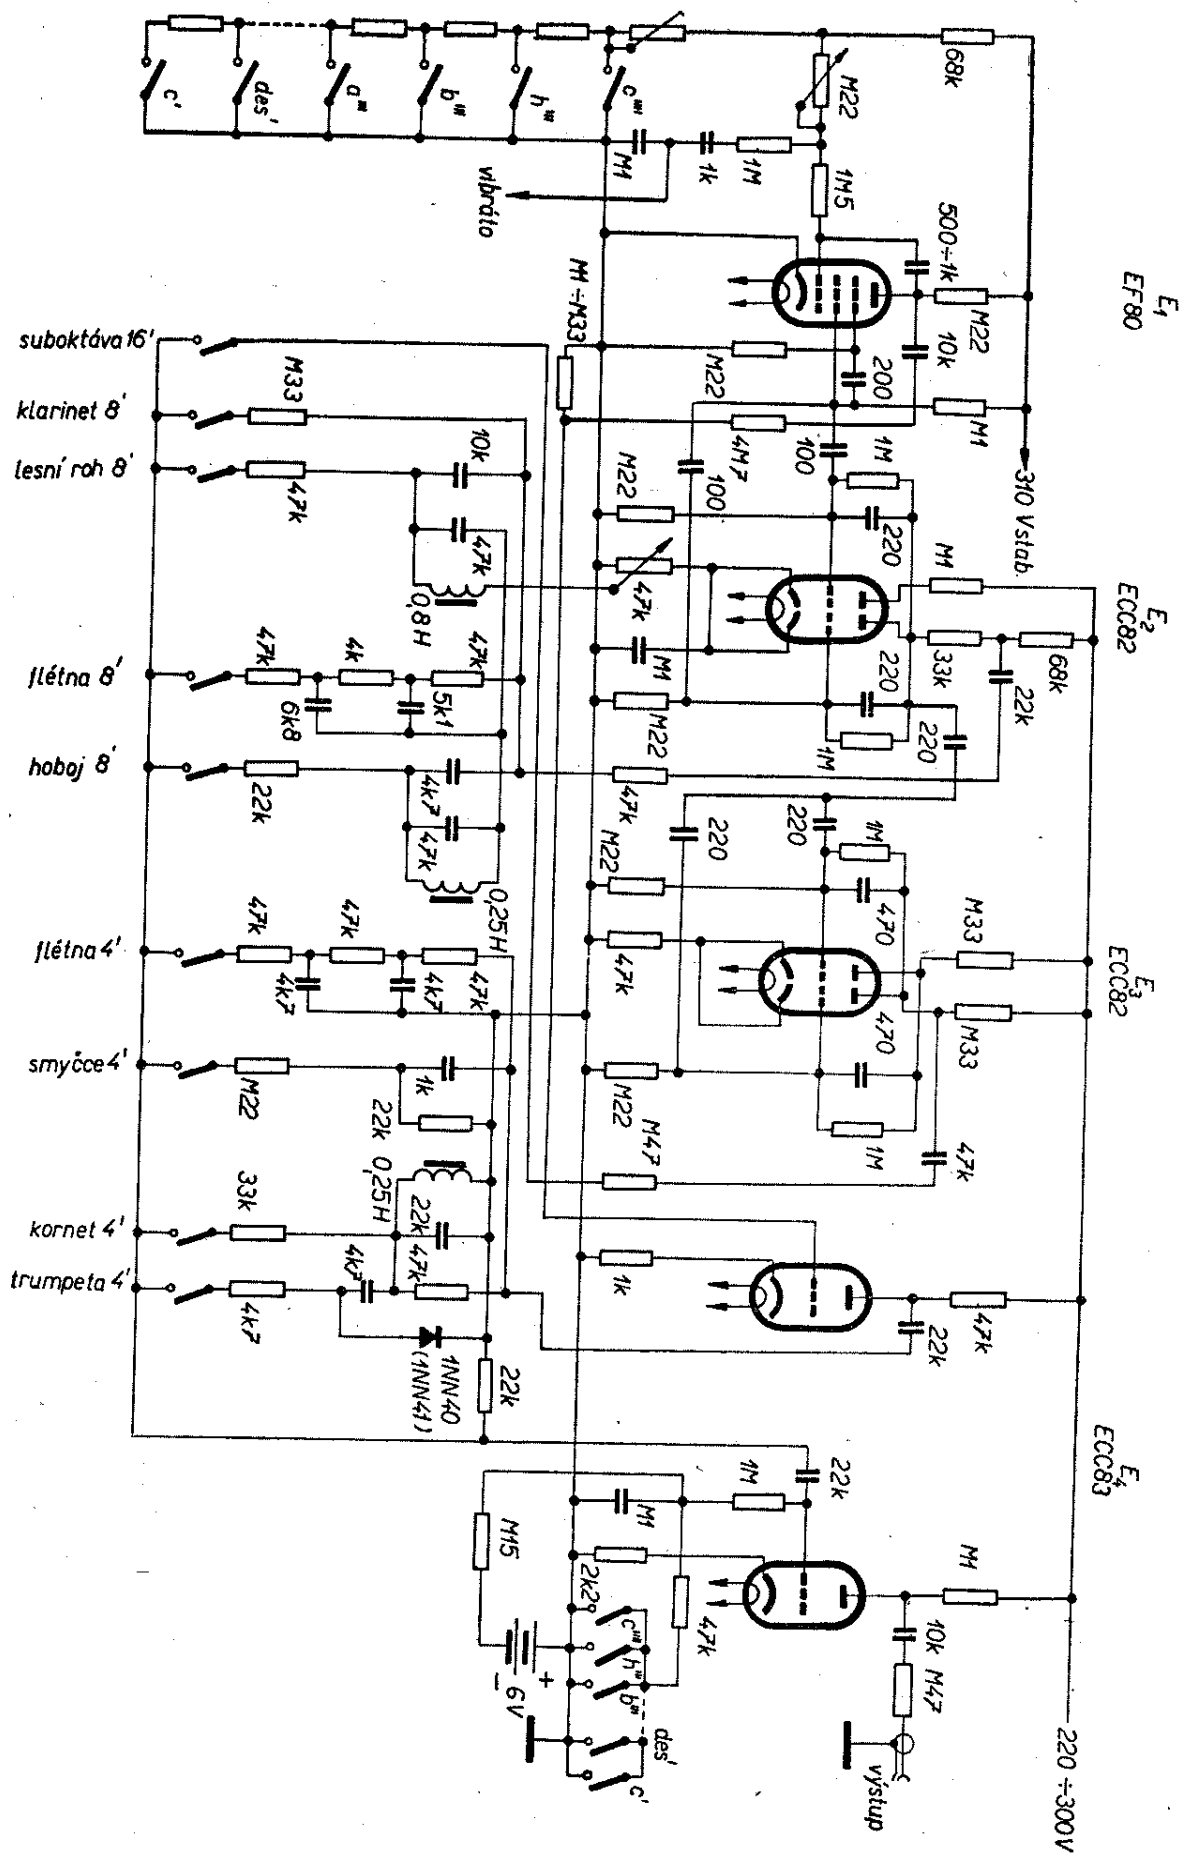 68k
M22
c'
des'
a'''
b'''
h'''
c''''
M1
1k
1M
1M5
vibráto
500÷1k
E1
EF80
M22
10k
M1÷M33
M22
200
suboktáva 16'
M33
klarinet 8'
M1
4M7
10k
lesní roh 8'
100
1M
M22
100
310 Vstab.
47k
47k
220
M1
E2
ECC82
47k
0,8H
47k
4k
47k
M1
220
33k
68k
flétna 8'
22k
6k8
5k1
M22
1M
220
hoboj 8'
22k
4k7
47k
47k
220
220
1M
M22
0,25H
470
M33
47k
47k
flétna 4'
47k
E3
ECC82
4k7
4k7
47k
470
M33
smyčce 4'
M22
1k
M22
22k
M47
1M
47k
33k
0,25H
22k
kornet 4'
4k7
47k
trumpeta 4'
1k
4k7
22k
47k
1NN40
(1NN41)
22k
E4
ECC83
1M
22k
M1
M15
M1
2k2
47k
c''''
h'''
b'''
10k
M47
+
–
6V
des'
c'
výstup
220÷300V